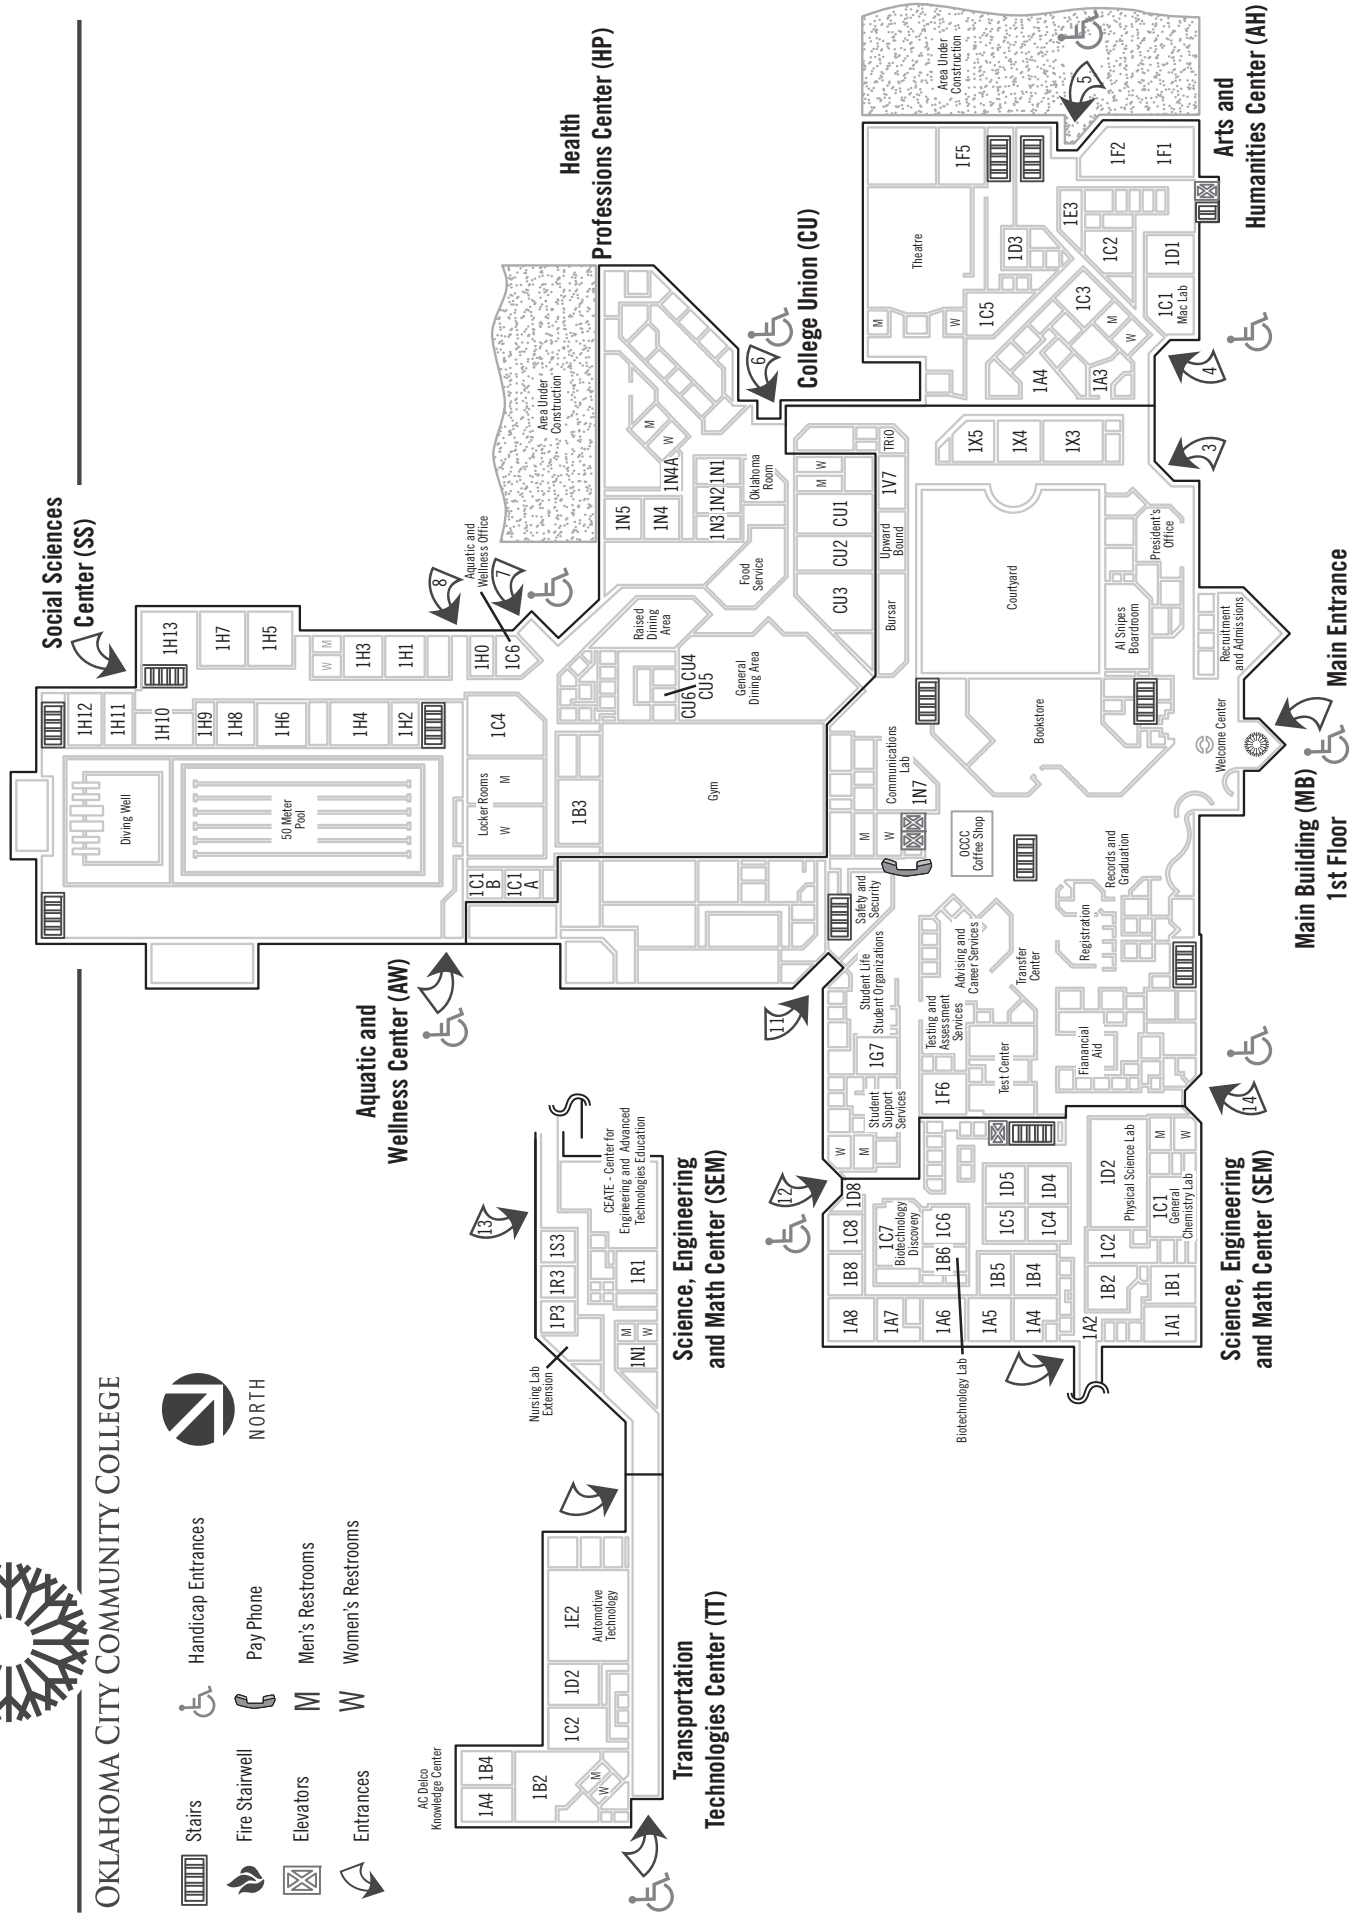 OKLAHOMA CITY COMMUNITY COLLEGE
Stairs
Fire Stairwell
Elevators
Entrances
Handicap Entrances
Pay Phone
M
Men's Restrooms
W
Women's Restrooms
NORTH
Transportation
Technologies Center (TT)
AC Delco
Knowledge Center
1A4
1B4
1B2
M
W
1C2
1D2
1E2
Automotive
Technology
Science, Engineering
and Math Center (SEM)
13
Nursing Lab
Extension
1N1
M
W
1P3
1R3
1S3
1R1
CEATE - Center for
Engineering and Advanced
Technologies Education
Aquatic and
Wellness Center (AW)
Diving Well
50 Meter
Pool
Locker Rooms
W
M
1C1
B
1C1
A
1B3
1C4
Gym
Social Sciences
Center (SS)
1H13
1H12
1H11
1H10
1H9
1H8
1H7
1H6
1H5
W
M
1H4
1H3
1H2
1H1
1H0
1C6
8
7
Aquatic and
Wellness Office
Area Under
Construction
Health
Professions Center (HP)
1N5
1N4
1N4A
M
W
1N3
1N2
1N1
Oklahoma
Room
6
College Union (CU)
Raised
Dining
Area
Food
Service
General
Dining Area
CU6
CU4
CU5
CU3
CU2
CU1
M
W
Bursar
Upward
Bound
1V7
TRiO
Arts and
Humanities Center (AH)
Area Under
Construction
5
Theatre
1F5
1F2
1F1
1E3
1D3
1C2
1D1
1C1
Mac Lab
1C3
1C5
M
W
M
W
1A4
1A3
4
3
Main Building (MB)
1st Floor
Main Entrance
1X5
1X4
1X3
Courtyard
President's
Office
Al Snipes
Boardroom
Recruitment
and Admissions
Welcome Center
Bookstore
Communications
Lab
1N7
M
W
OCCC
Coffee Shop
Safety and
Security
Records and
Graduation
Registration
Advising and
Career Services
Transfer
Center
Student Life
Student Organizations
Testing and
Assessment
Services
Test Center
Fianancial
Aid
1G7
1F6
Student
Support
Services
W
M
11
12
14
Science, Engineering
and Math Center (SEM)
1D8
1C8
1B8
1A8
1C7
Biotechnology
Discovery
1A7
1C6
1B6
1A6
Biotechnology Lab
1D5
1C5
1B5
1A5
1D4
1C4
1B4
1A4
1D2
Physical Science Lab
1C2
1B2
1A2
1C1
General
Chemistry Lab
M
W
1B1
1A1